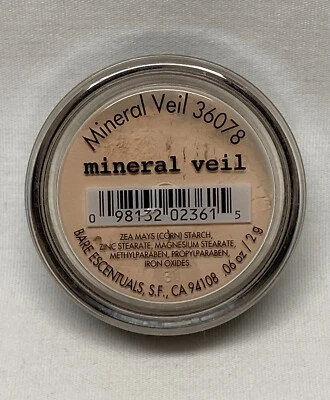 Mineral Veil 36078
mineral veil
0 98132 02361 5
ZEA MAYS (CORN) STARCH,
ZINC STEARATE, MAGNESIUM STEARATE,
METHYLPARABEN, PROPYLPARABEN,
IRON OXIDES.
BARE ESCENTUALS, S.F., CA 94108 .06 oz / 2 g